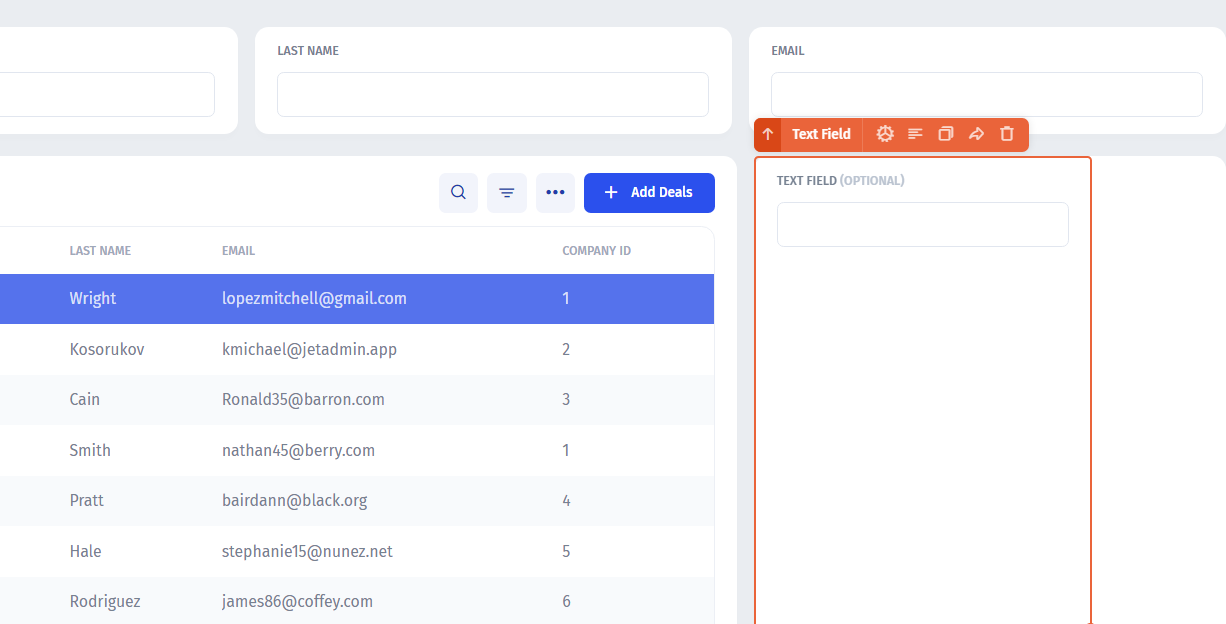 LAST NAME
EMAIL
Text Field
TEXT FIELD (OPTIONAL)
Add Deals
LAST NAME EMAIL COMPANY ID
Wright lopezmitchell@gmail.com 1
Kosorukov kmichael@jetadmin.app 2
Cain Ronald35@barron.com 3
Smith nathan45@berry.com 1
Pratt bairdann@black.org 4
Hale stephanie15@nunez.net 5
Rodriguez james86@coffey.com 6